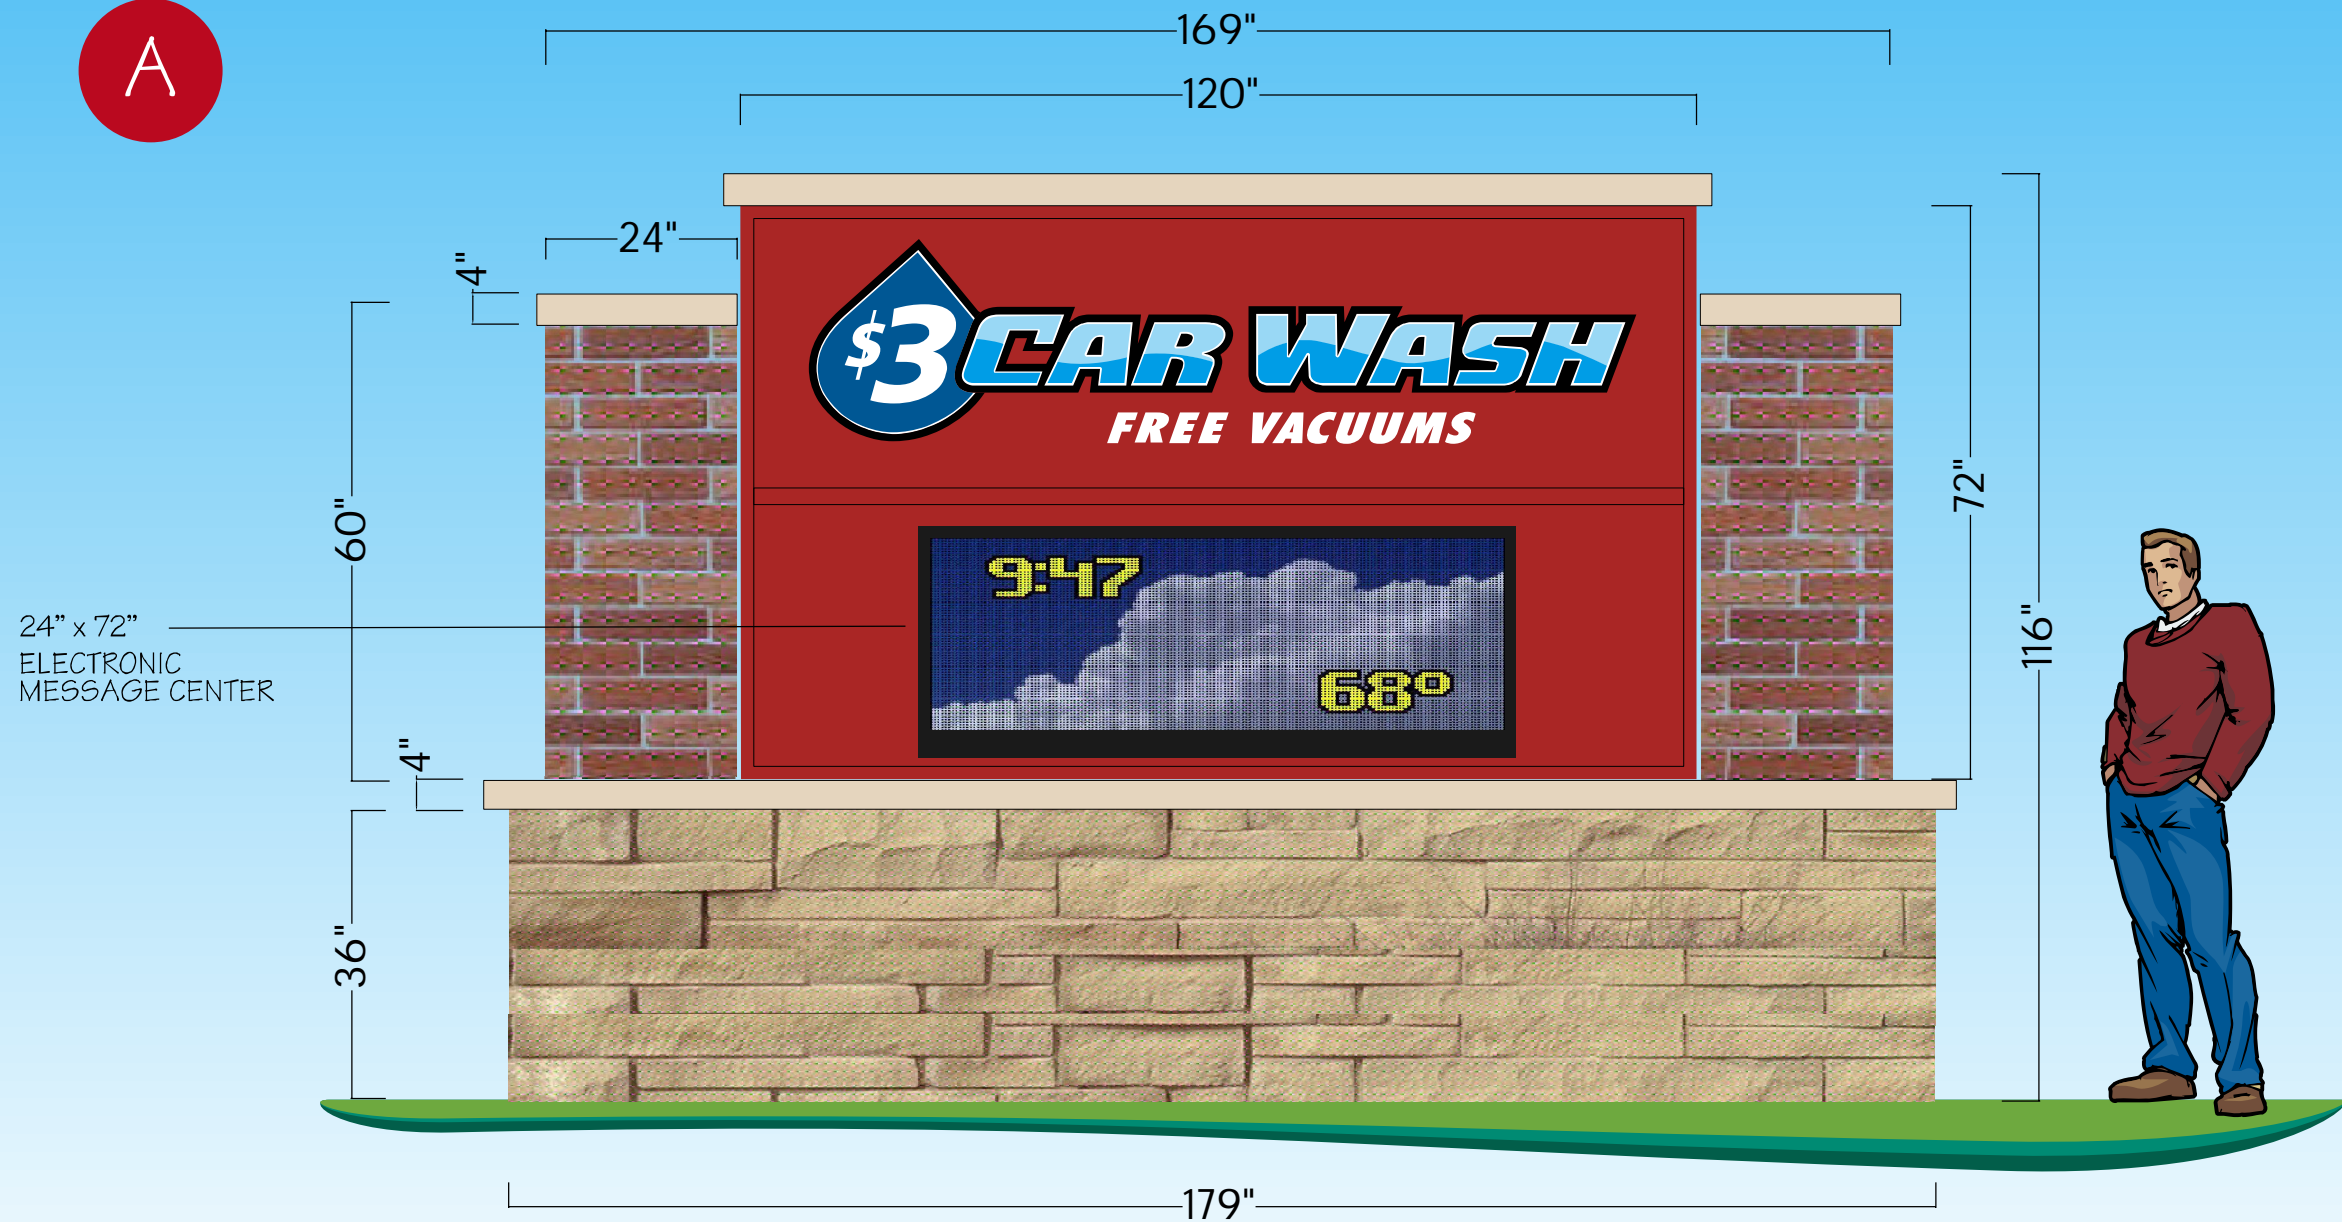 A
169"
120"
24"
4"
$3 CAR WASH
FREE VACUUMS
60"
72"
9:47
24” x 72”
ELECTRONIC
MESSAGE CENTER
116"
68°
4"
36"
179"